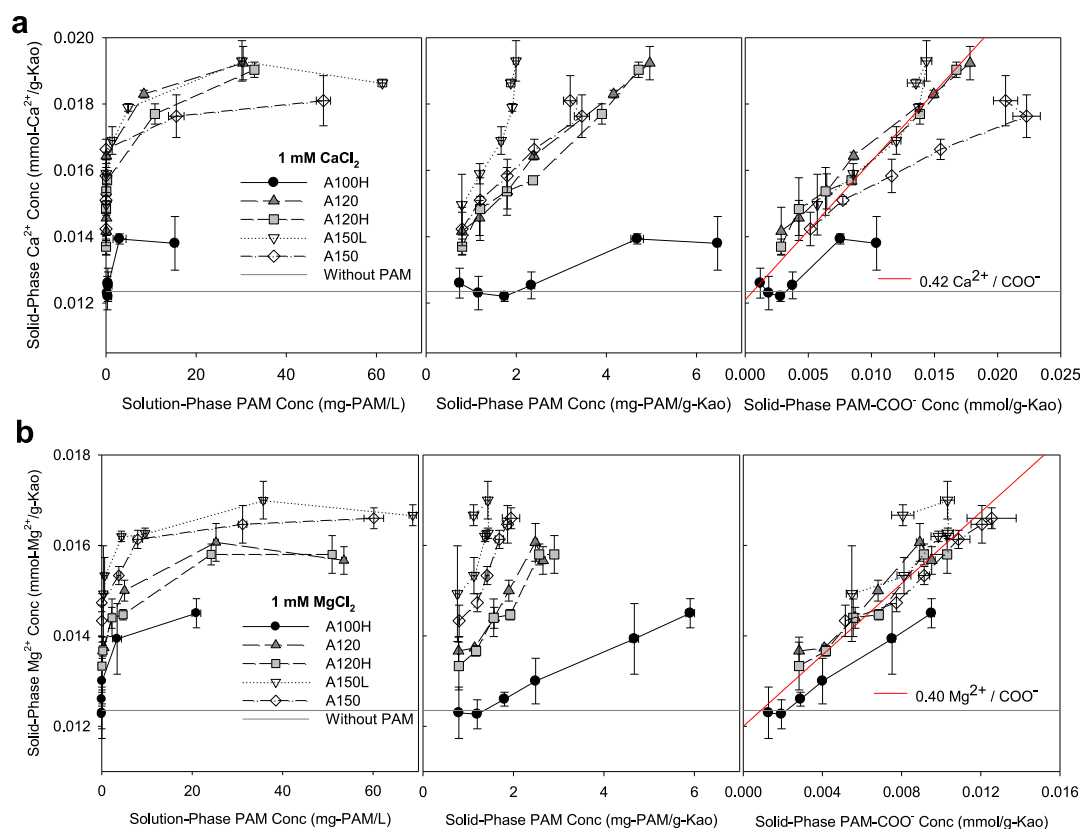 a
Solid-Phase Ca²⁺ Conc (mmol-Ca²⁺/g-Kao)
0.020
0.018
0.016
0.014
0.012
1 mM CaCl₂
A100H
A120
A120H
A150L
A150
Without PAM
0.42 Ca²⁺ / COO⁻
0 20 40 60 0 2 4 6 0.000 0.005 0.010 0.015 0.020 0.025
Solution-Phase PAM Conc (mg-PAM/L) Solid-Phase PAM Conc (mg-PAM/g-Kao) Solid-Phase PAM-COO⁻ Conc (mmol/g-Kao)
b
Solid-Phase Mg²⁺ Conc (mmol-Mg²⁺/g-Kao)
0.018
0.016
0.014
0.012
1 mM MgCl₂
A100H
A120
A120H
A150L
A150
Without PAM
0.40 Mg²⁺ / COO⁻
0 20 40 60 0 2 4 6 0.000 0.004 0.008 0.012 0.016
Solution-Phase PAM Conc (mg-PAM/L) Solid-Phase PAM Conc (mg-PAM/g-Kao) Solid-Phase PAM-COO⁻ Conc (mmol/g-Kao)